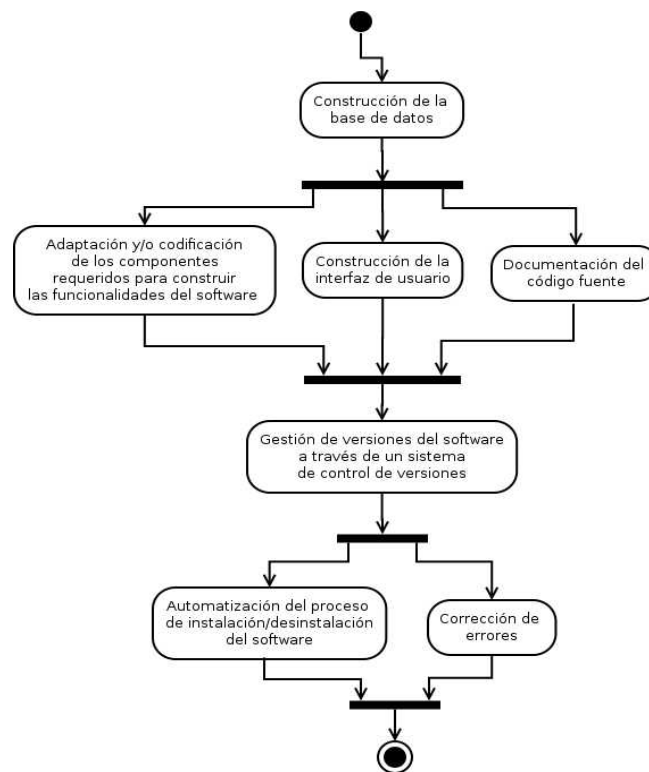 Construcción de la
base de datos
Adaptación y/o codificación
de los componentes
requeridos para construir
las funcionalidades del software
Construcción de la
interfaz de usuario
Documentación del
código fuente
Gestión de versiones del software
a través de un sistema
de control de versiones
Automatización del proceso
de instalación/desinstalación
del software
Corrección de
errores